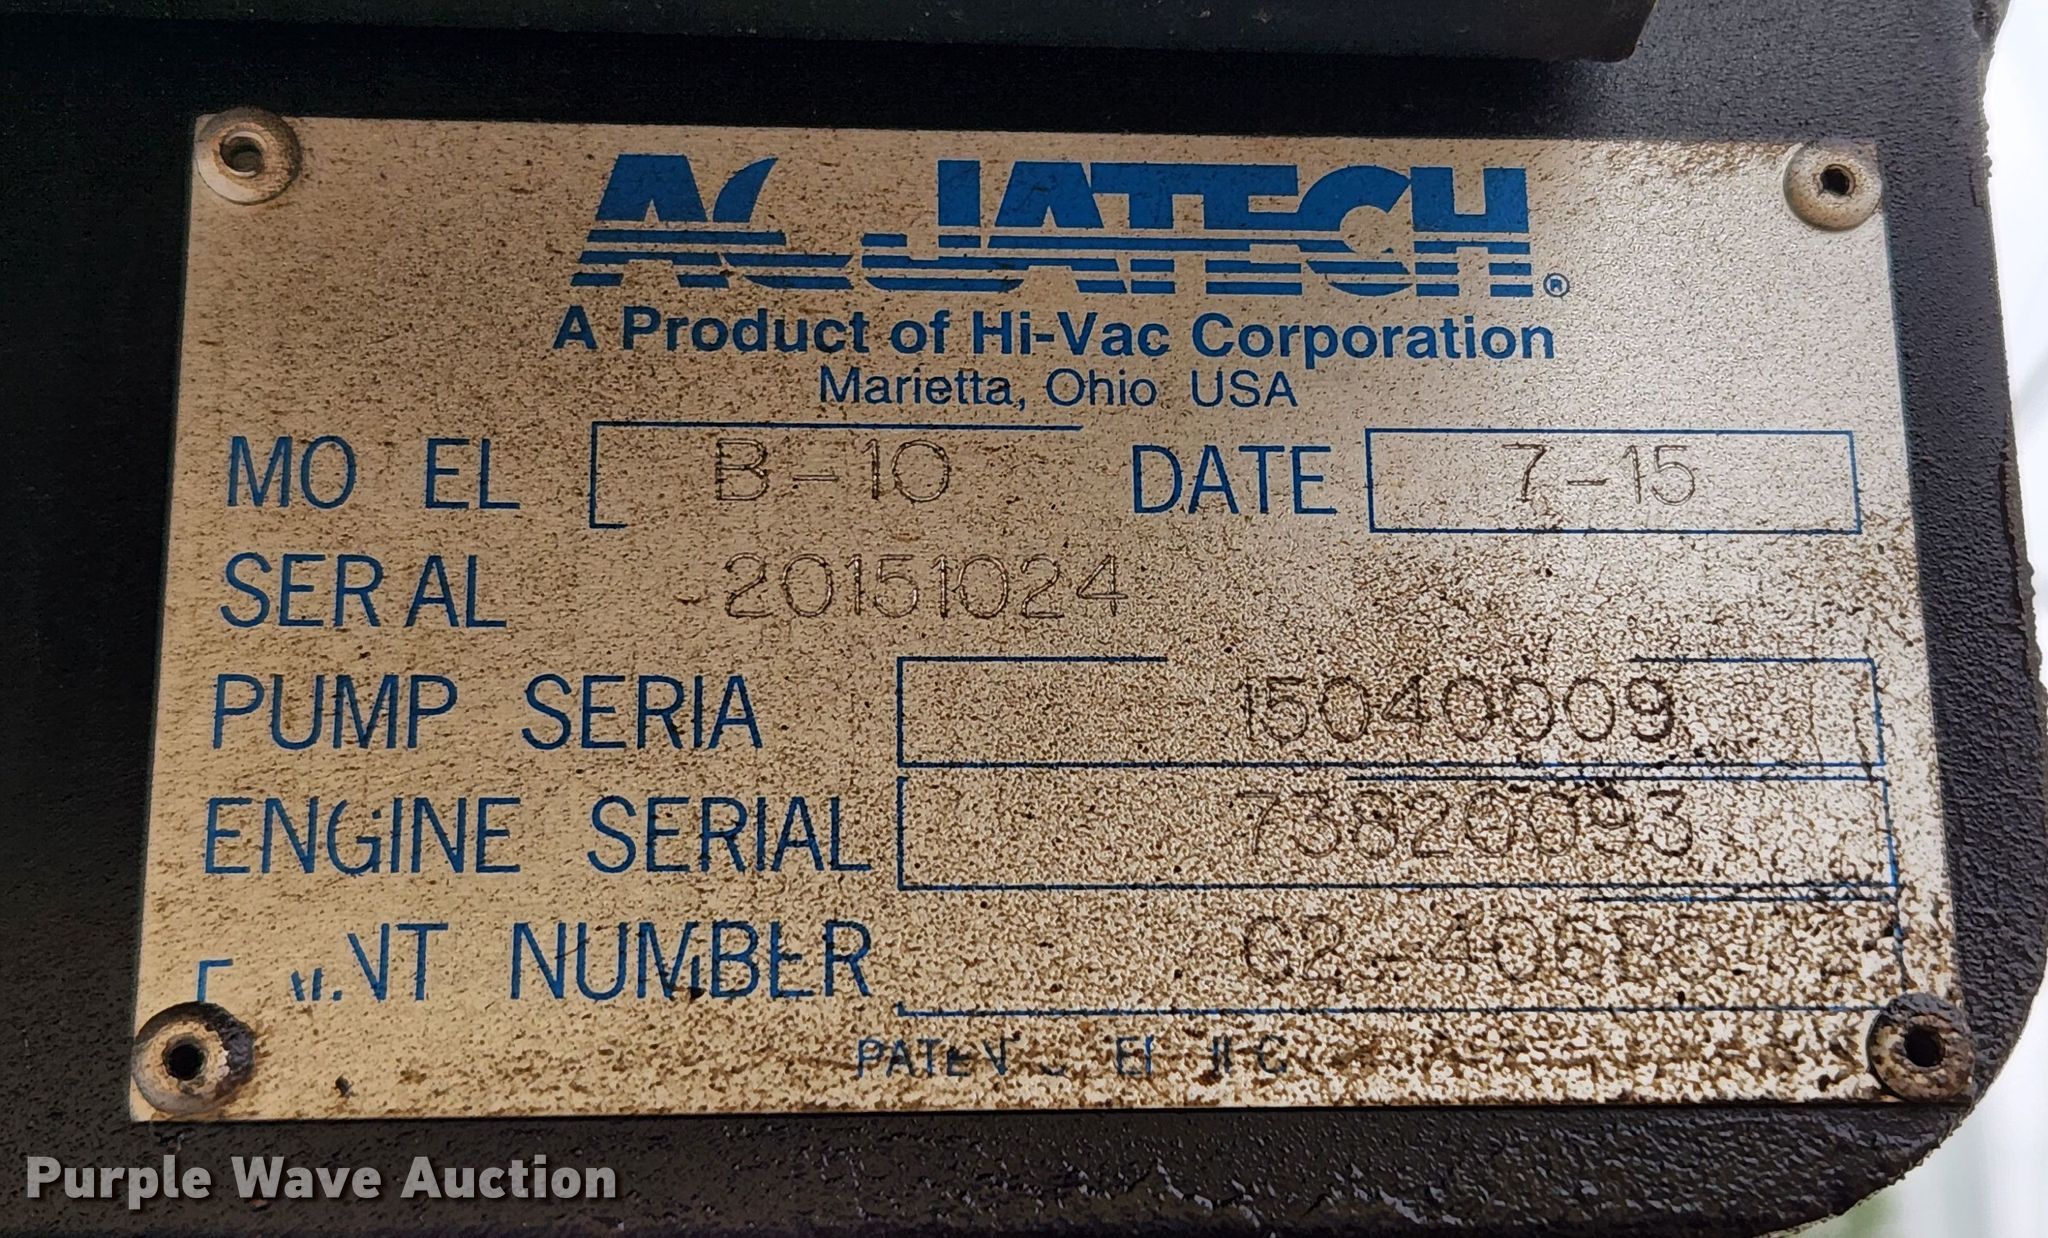 AQUATECH®
A Product of Hi-Vac Corporation
Marietta, Ohio USA
MO EL B-10 DATE 7-15
SER AL 20151024
PUMP SERIA 15040009
ENGINE SERIAL 73820093
NUMBER
Purple Wave Auction